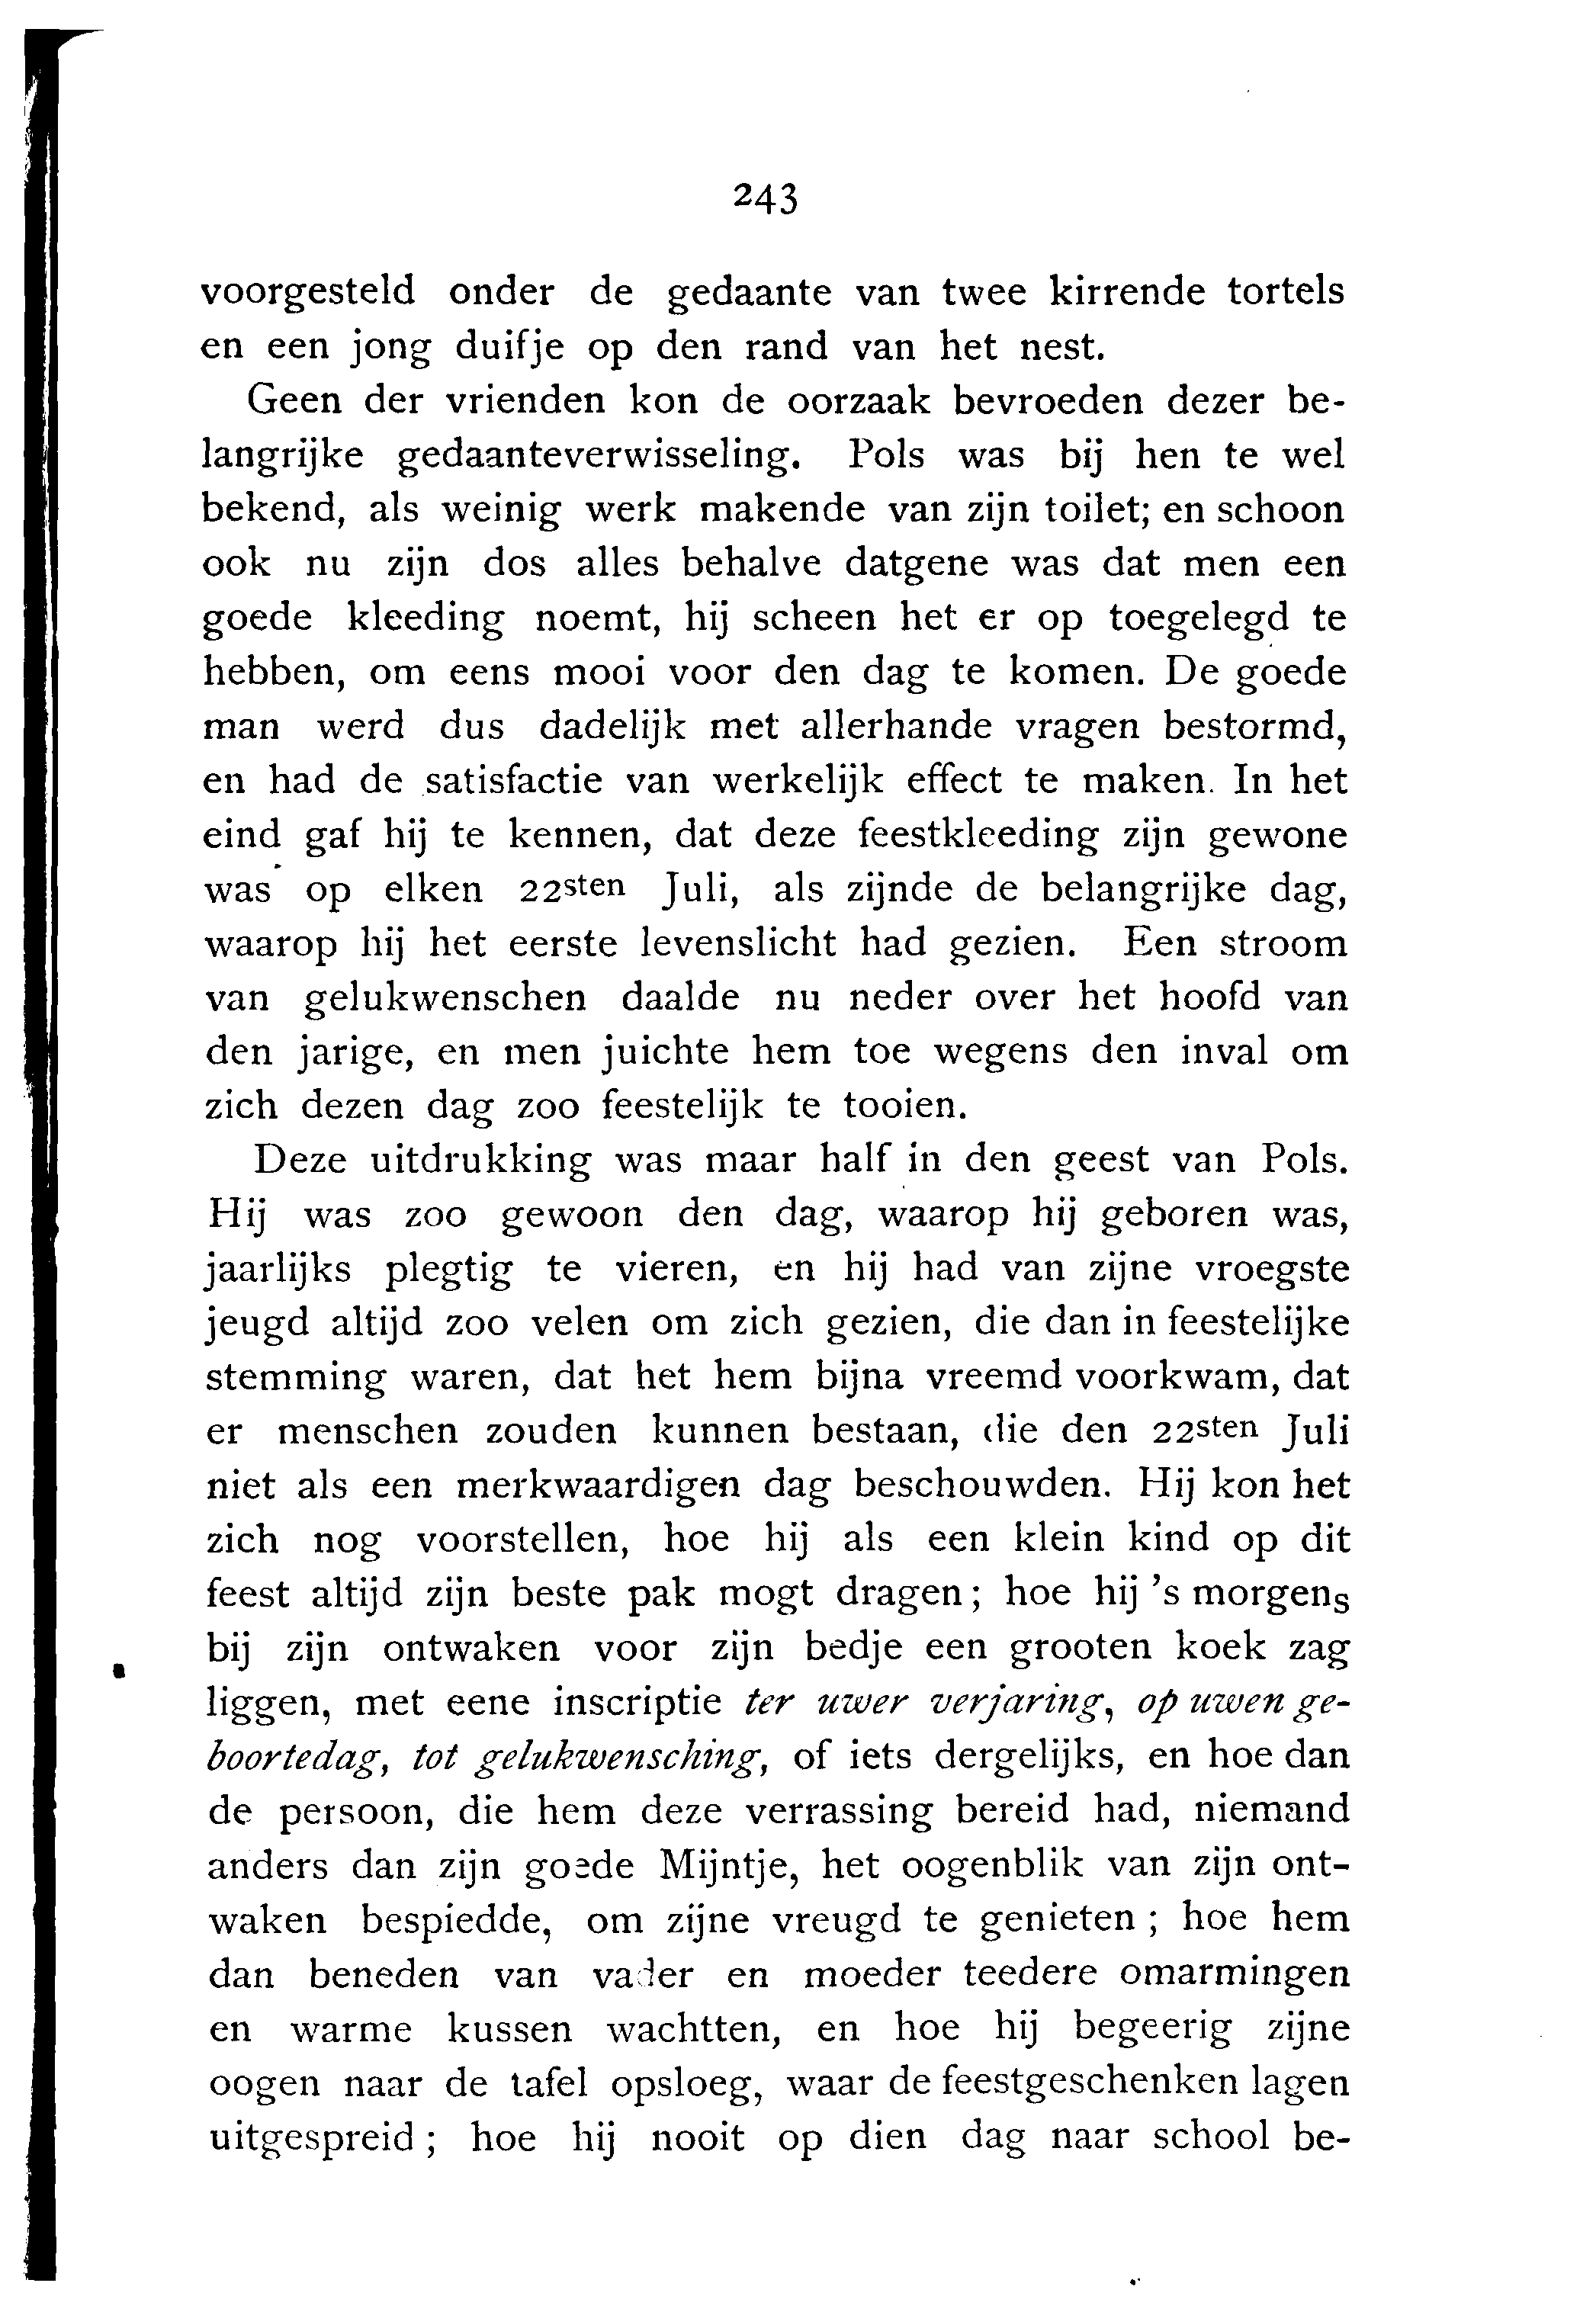 243
voorgesteld onder de gedaante van twee kirrende tortels
en een jong duifje op den rand van het nest.
Geen der vrienden kon de oorzaak bevroeden dezer be-
langrijke gedaanteverwisseling. Pols was bij hen te wel
bekend, als weinig werk makende van zijn toilet; en schoon
ook nu zijn dos alles behalve datgene was dat men een
goede kleeding noemt, hij scheen het er op toegelegd te
hebben, om eens mooi voor den dag te komen. De goede
man werd dus dadelijk met allerhande vragen bestormd,
en had de satisfactie van werkelijk effect te maken. In het
eind gaf hij te kennen, dat deze feestkleeding zijn gewone
was op elken 22sten Juli, als zijnde de belangrijke dag,
waarop hij het eerste levenslicht had gezien. Een stroom
van gelukwenschen daalde nu neder over het hoofd van
den jarige, en men juichte hem toe wegens den inval om
zich dezen dag zoo feestelijk te tooien.
Deze uitdrukking was maar half in den geest van Pols.
Hij was zoo gewoon den dag, waarop hij geboren was,
jaarlijks plegtig te vieren, en hij had van zijne vroegste
jeugd altijd zoo velen om zich gezien, die dan in feestelijke
stemming waren, dat het hem bijna vreemd voorkwam, dat
er menschen zouden kunnen bestaan, die den 22sten Juli
niet als een merkwaardigen dag beschouwden. Hij kon het
zich nog voorstellen, hoe hij als een klein kind op dit
feest altijd zijn beste pak mogt dragen; hoe hij 's morgens
bij zijn ontwaken voor zijn bedje een grooten koek zag
liggen, met eene inscriptie ter uwer verjaring, op uwen ge-
boortedag, tot gelukwensching, of iets dergelijks, en hoe dan
de persoon, die hem deze verrassing bereid had, niemand
anders dan zijn goede Mijntje, het oogenblik van zijn ont-
waken bespiedde, om zijne vreugd te genieten; hoe hem
dan beneden van vader en moeder teedere omarmingen
en warme kussen wachtten, en hoe hij begeerig zijne
oogen naar de tafel opsloeg, waar de feestgeschenken lagen
uitgespreid; hoe hij nooit op dien dag naar school be-